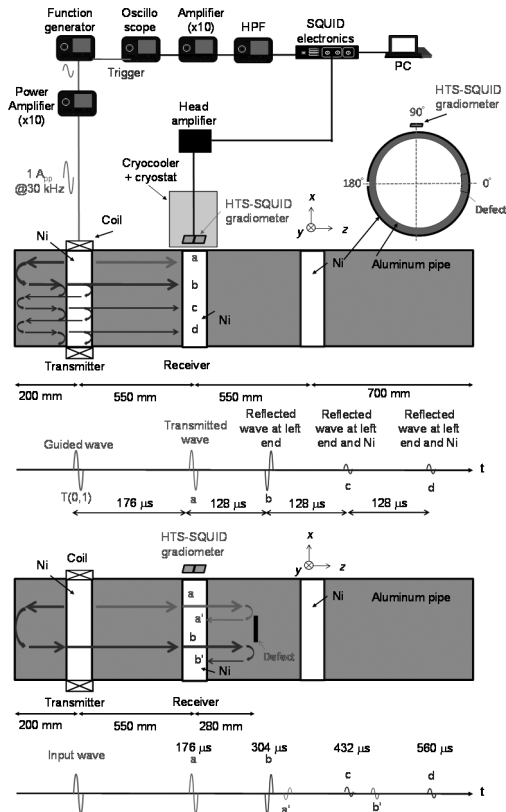 Function
generator
Oscillo
scope
Amplifier
(x10)
HPF
SQUID
electronics
PC
Trigger
Power
Amplifier
(x10)
Head
amplifier
HTS-SQUID
gradiometer
90°
180°
0°
Defect
1 App
@30 kHz
Cryocooler
+ cryostat
HTS-SQUID
gradiometer
x
y
z
Ni
Coil
Ni
Aluminum pipe
a
b
c
d
Ni
Transmitter
Receiver
200 mm
550 mm
550 mm
700 mm
Guided wave
Transmitted
wave
Reflected
wave at left
end
Reflected
wave at left
end and Ni
Reflected
wave at left
end and Ni
t
T(0,1)
a
b
c
d
176 µs
128 µs
128 µs
128 µs
HTS-SQUID
gradiometer
x
y
z
Ni
Coil
Ni
Aluminum pipe
a
a'
b
b'
Defect
Ni
Transmitter
Receiver
200 mm
550 mm
280 mm
Input wave
176 µs
304 µs
432 µs
560 µs
a
b
c
d
t
a'
b'